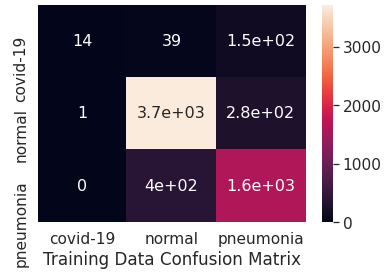 covid-19 14 39 1.5e+02
normal 1 3.7e+03 2.8e+02
pneumonia 0 4e+02 1.6e+03
covid-19 normal pneumonia
Training Data Confusion Matrix
3000
2000
1000
0